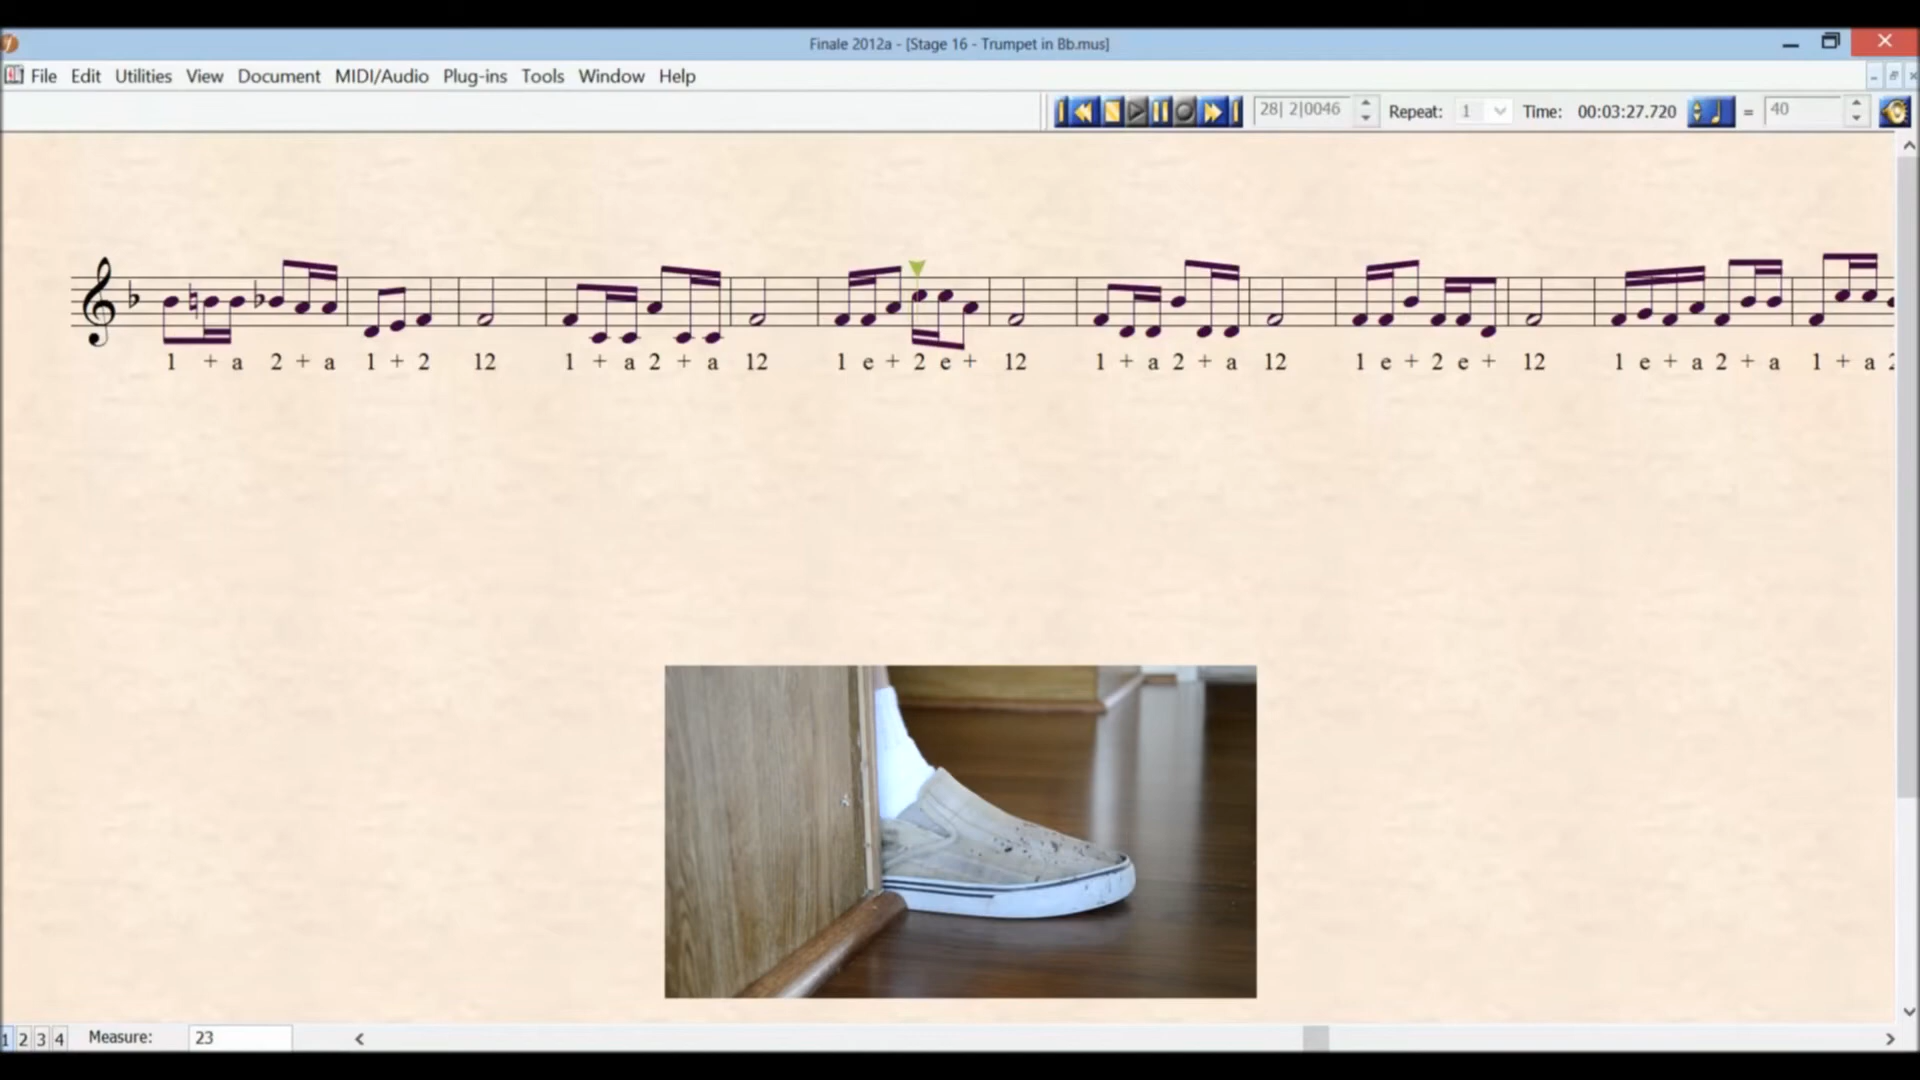 Finale 2012a - [Stage 16 - Trumpet in Bb.mus]
File Edit Utilities View Document MIDI/Audio Plug-ins Tools Window Help
28| 2|0046 Repeat: 1 Time: 00:03:27.720 = 40
1 + a 2 + a 1 + 2 12 1 + a 2 + a 12 1 e + 2 e + 12 1 + a 2 + a 12 1 e + 2 e + 12 1 e + a 2 + a 1 + a 2
1 2 3 4 Measure: 23